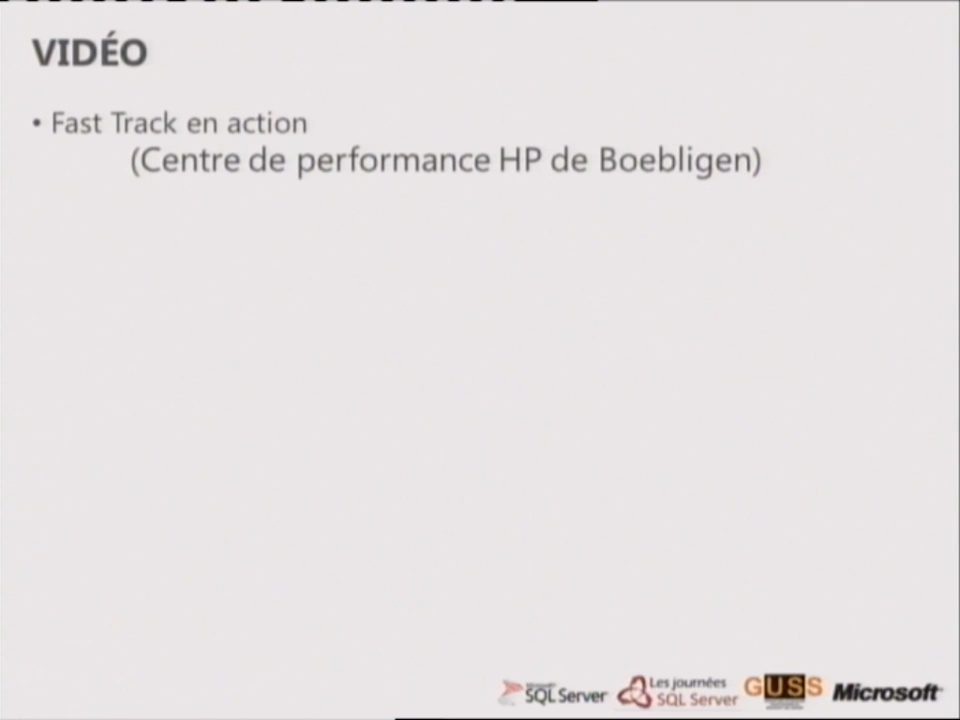 VIDÉO
• Fast Track en action
(Centre de performance HP de Boebligen)
SQL Server
Les journées
SQL Server
GUSS
Microsoft